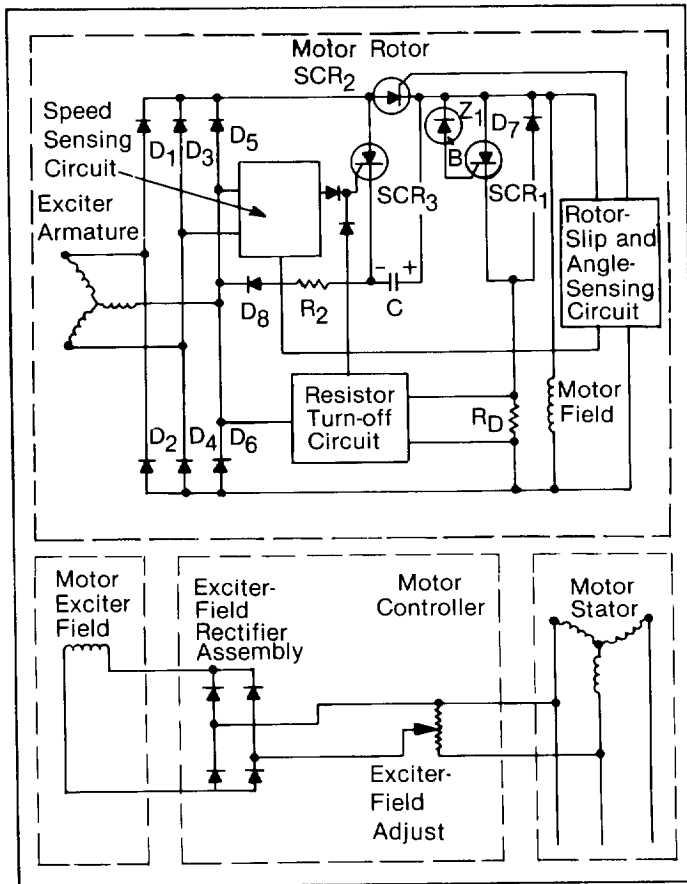 Motor Rotor
SCR₂
Speed
Sensing
Circuit
D₁
D₃
D₅
Z₁
D₇
B
SCR₃
SCR₁
Exciter
Armature
Rotor-
Slip and
Angle-
Sensing
Circuit
-
+
D₈
R₂
C
Resistor
Turn-off
Circuit
R_D
Motor
Field
D₂
D₄
D₆
Motor
Exciter
Field
Exciter-
Field
Rectifier
Assembly
Motor
Controller
Motor
Stator
Exciter-
Field
Adjust